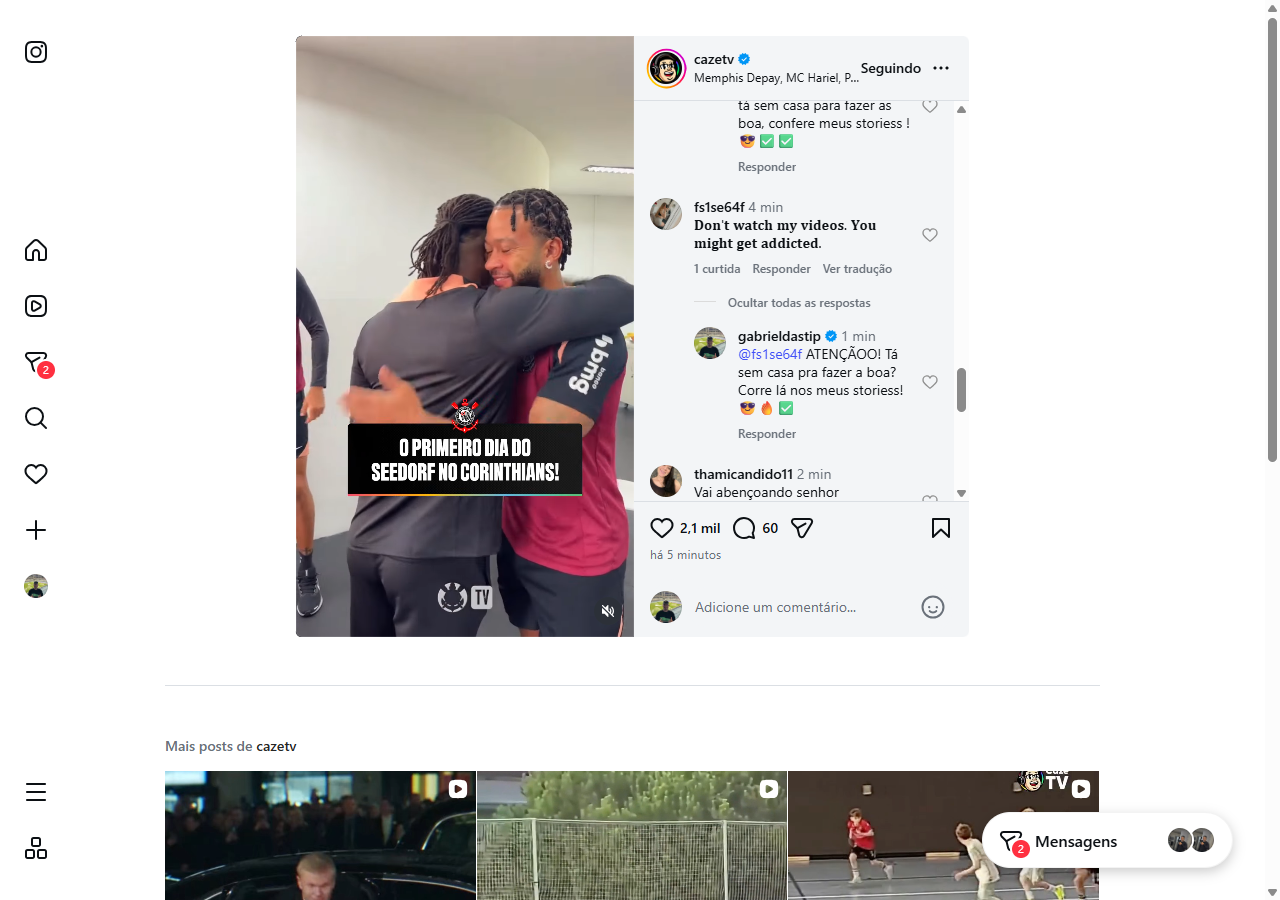 cazetv
Memphis Depay, MC Hariel, P...
Seguindo
tá sem casa para fazer as
boa, confere meus storiess !
😎 ✅ ✅
Responder
fs1se64f 4 min
Don't watch my videos. You
might get addicted.
1 curtida Responder Ver tradução
Ocultar todas as respostas
gabrieldastip 1 min
@fs1se64f ATENÇÃOO! Tá
sem casa pra fazer a boa?
Corre lá nos meus storiess!
😎 🔥 ✅
Responder
thamicandido11 2 min
Vai abençoando senhor
2,1 mil 60
há 5 minutos
Adicione um comentário...
bmg
O PRIMEIRO DIA DO
SEEDORF NO CORINTHIANS!
TV
2
Mais posts de cazetv
TV
2
Mensagens